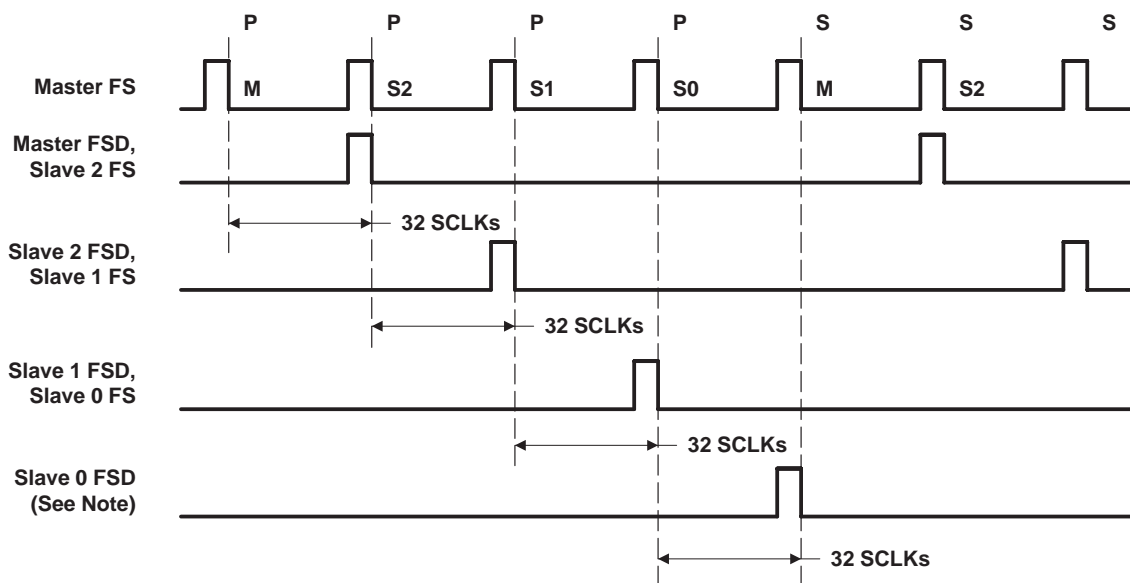 P P P P S S S
Master FS
M S2 S1 S0 M S2
Master FSD,
Slave 2 FS
32 SCLKs
Slave 2 FSD,
Slave 1 FS
32 SCLKs
Slave 1 FSD,
Slave 0 FS
32 SCLKs
Slave 0 FSD
(See Note)
32 SCLKs